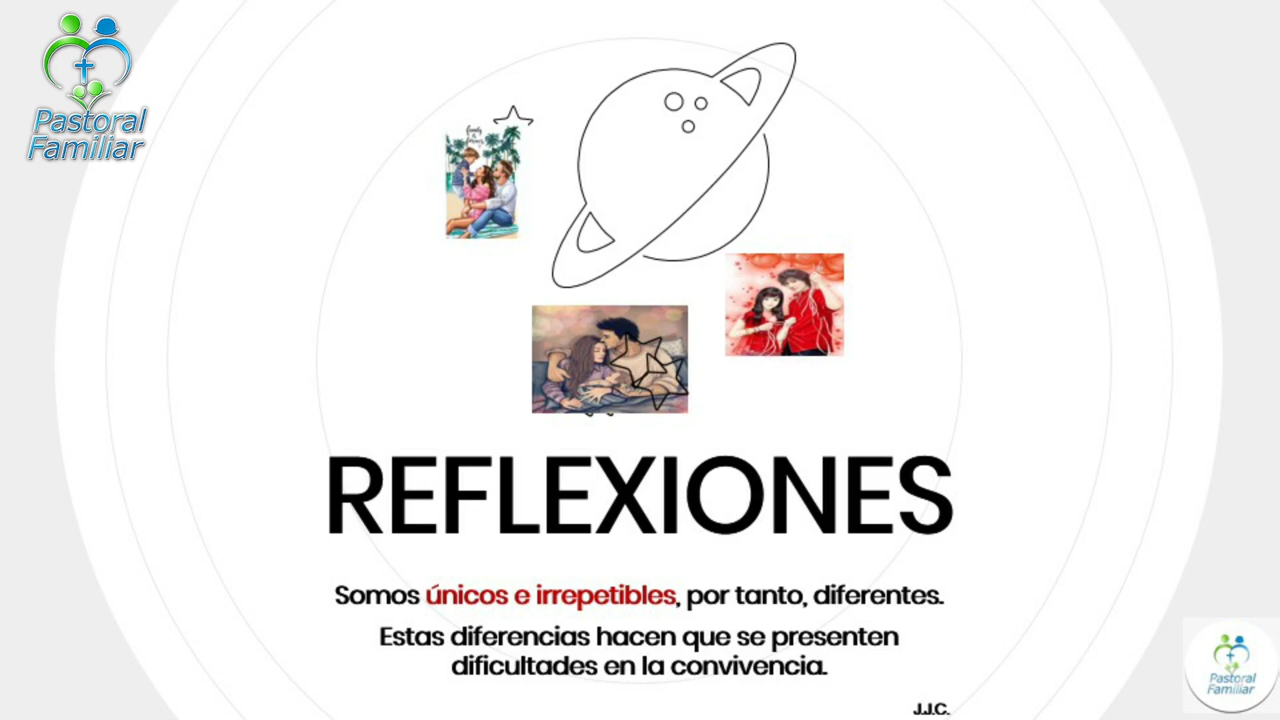 Pastoral
Familiar
REFLEXIONES
Somos únicos e irrepetibles, por tanto, diferentes.
Estas diferencias hacen que se presenten
dificultades en la convivencia.
J.J.C.
Pastoral
Familiar